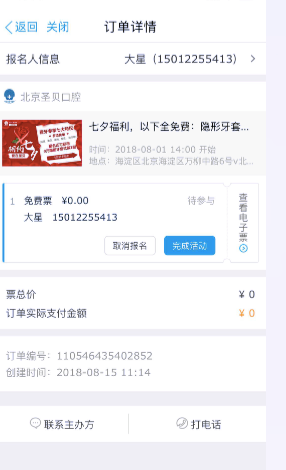 返回 关闭 订单详情
报名人信息 大星（15012255413）
北京圣贝口腔
七夕福利，以下全免费：隐形牙套...
时间：2018-08-01 14:00 开始
地点：海淀区北京海淀区万柳中路6号v北...
1 免费票 ¥0.00 待参与
大星 15012255413
取消报名 完成活动
查看电子票
票总价 ¥ 0
订单实际支付金额 ¥ 0
订单编号：110546435402852
创建时间：2018-08-15 11:14
联系主办方 打电话